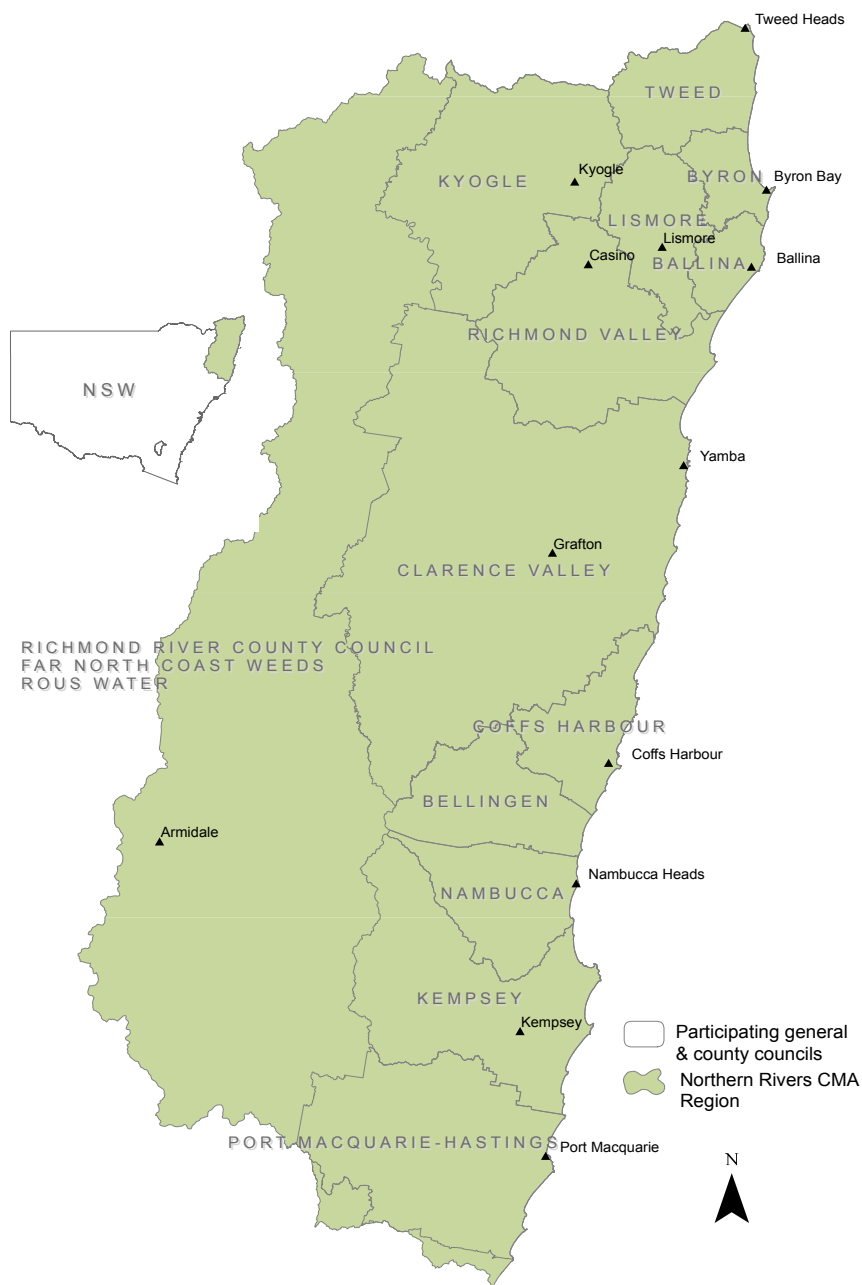 Tweed Heads
TWEED
KYOGLE
Kyogle
BYRON
Byron Bay
LISMORE
Lismore
Casino
BALLINA
Ballina
RICHMOND VALLEY
NSW
Yamba
Grafton
CLARENCE VALLEY
RICHMOND RIVER COUNTY COUNCIL
FAR NORTH COAST WEEDS
ROUS WATER
COFFS HARBOUR
Coffs Harbour
BELLINGEN
Armidale
Nambucca Heads
NAMBUCCA
KEMPSEY
Kempsey
Participating general
& county councils
Northern Rivers CMA
Region
PORT MACQUARIE-HASTINGS
Port Macquarie
N